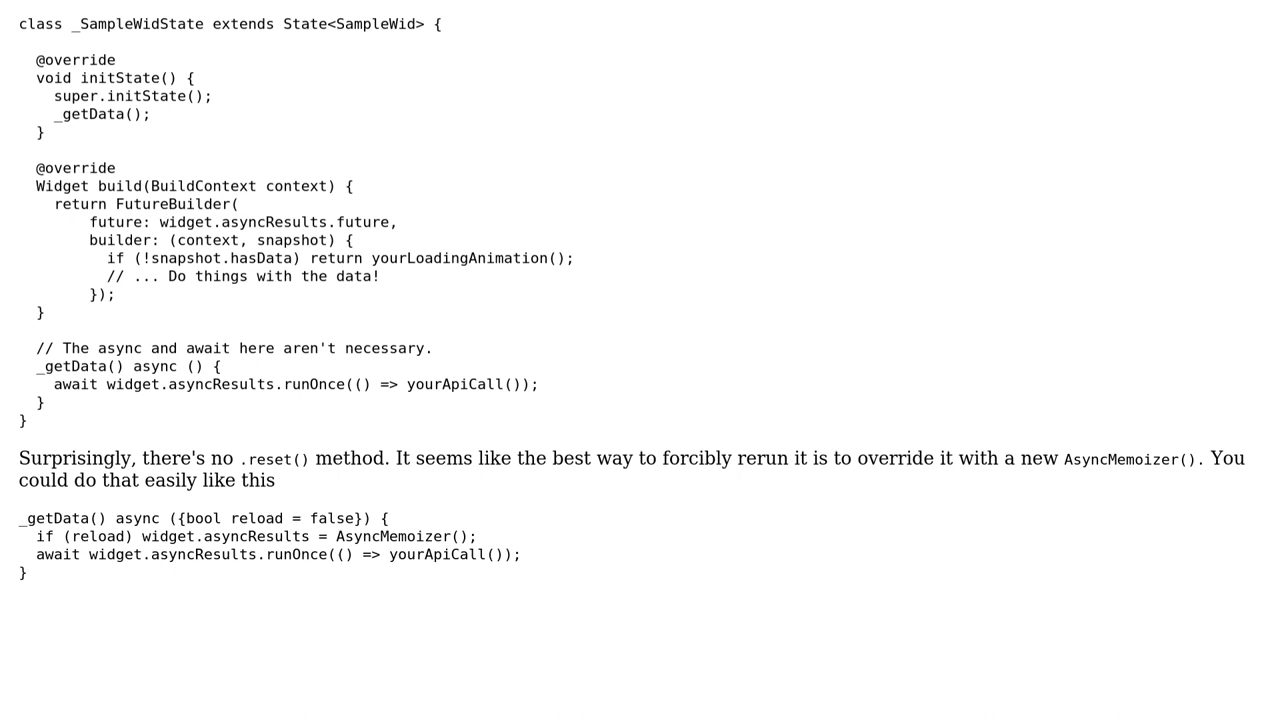 class _SampleWidState extends State<SampleWid> {

  @override
  void initState() {
    super.initState();
    _getData();
  }

  @override
  Widget build(BuildContext context) {
    return FutureBuilder(
        future: widget.asyncResults.future,
        builder: (context, snapshot) {
          if (!snapshot.hasData) return yourLoadingAnimation();
          // ... Do things with the data!
        });
  }

  // The async and await here aren't necessary.
  _getData() async () {
    await widget.asyncResults.runOnce(() => yourApiCall());
  }
}

Surprisingly, there's no .reset() method. It seems like the best way to forcibly rerun it is to override it with a new AsyncMemoizer(). You
could do that easily like this

_getData() async ({bool reload = false}) {
  if (reload) widget.asyncResults = AsyncMemoizer();
  await widget.asyncResults.runOnce(() => yourApiCall());
}